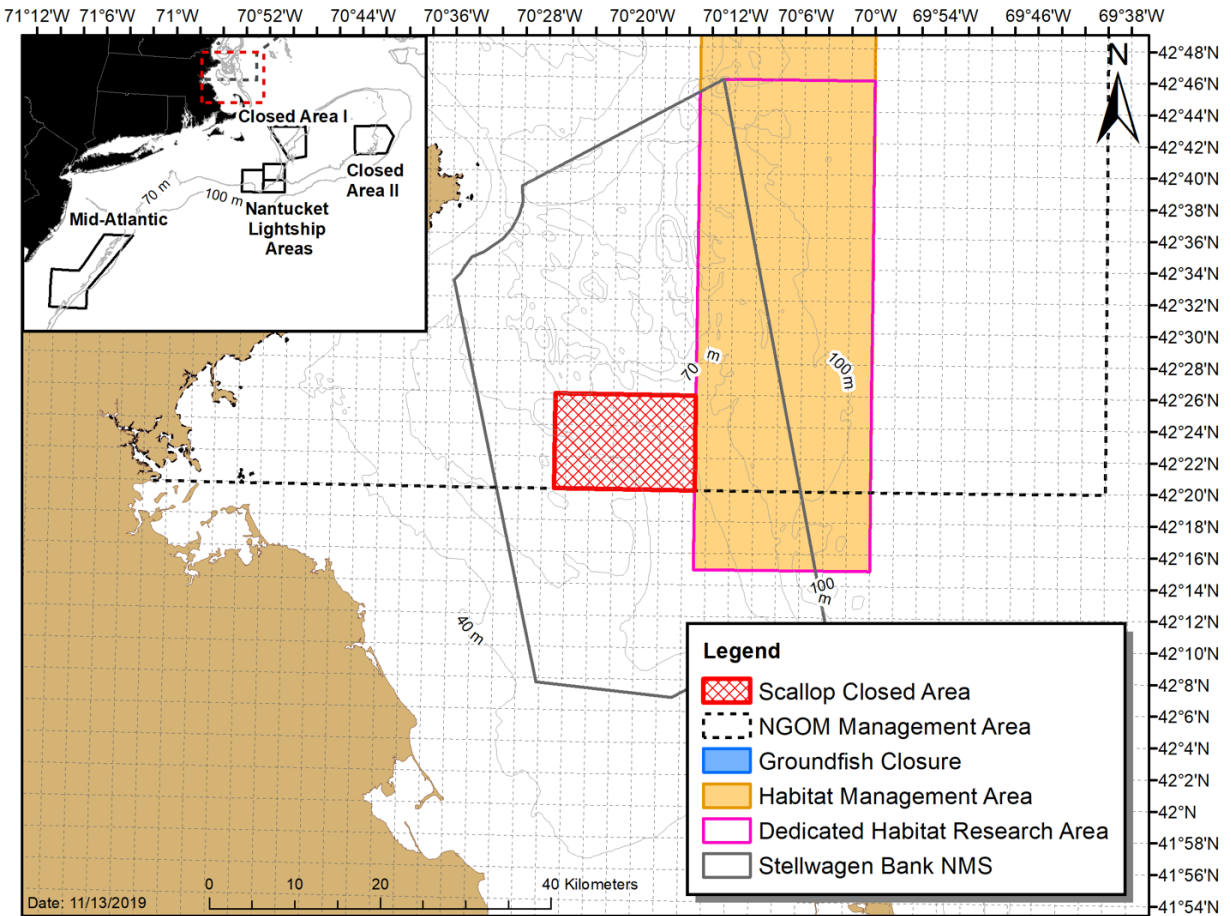 71°12'W 71°6'W 71°W 70°52'W 70°44'W 70°36'W 70°28'W 70°20'W 70°12'W 70°6'W 70°W 69°54'W 69°46'W 69°38'W
N
42°48'N
42°46'N
42°44'N
42°42'N
42°40'N
42°38'N
42°36'N
42°34'N
42°32'N
42°30'N
42°28'N
42°26'N
42°24'N
42°22'N
42°20'N
42°18'N
42°16'N
42°14'N
42°12'N
42°10'N
42°8'N
42°6'N
42°4'N
42°2'N
42°N
41°58'N
41°56'N
41°54'N
Closed Area I
Closed
Area II
70 m
100 m
Nantucket
Lightship
Areas
Mid-Atlantic
70 m
100 m
100
m
40 m
Legend
Scallop Closed Area
NGOM Management Area
Groundfish Closure
Habitat Management Area
Dedicated Habitat Research Area
Stellwagen Bank NMS
0 10 20 40 Kilometers
Date: 11/13/2019